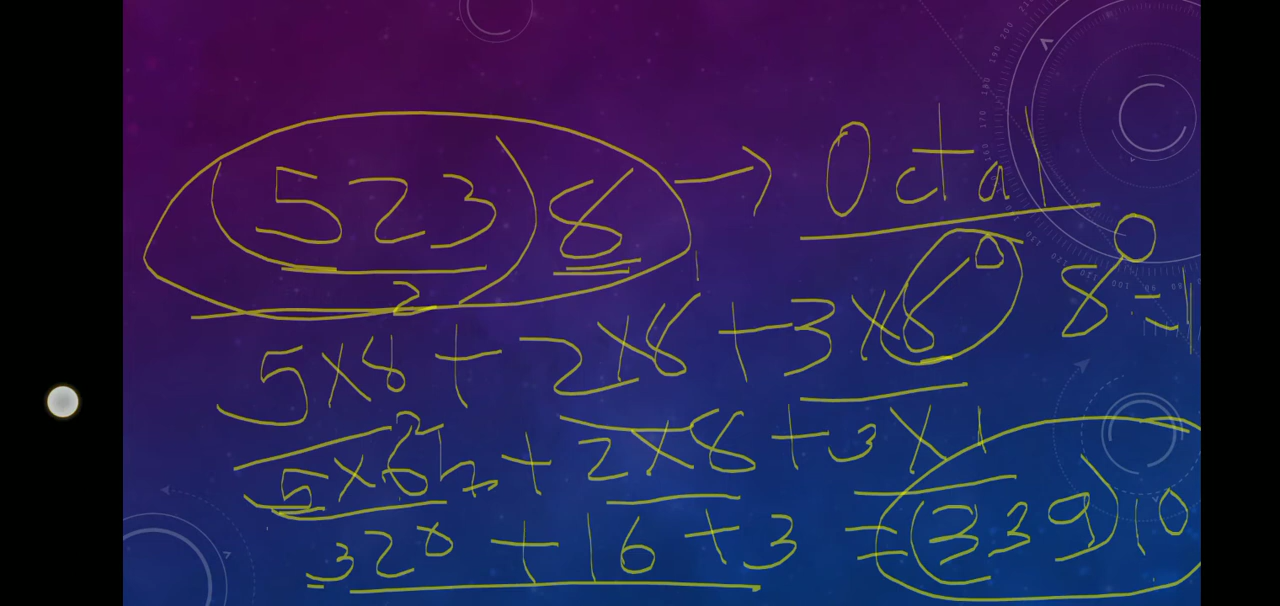 (523)8 → Octal
5×8² + 2×8¹ + 3×8⁰ 8⁰=1
5×64 + 2×8 + 3×1
= 320 + 16 + 3 = (339)10